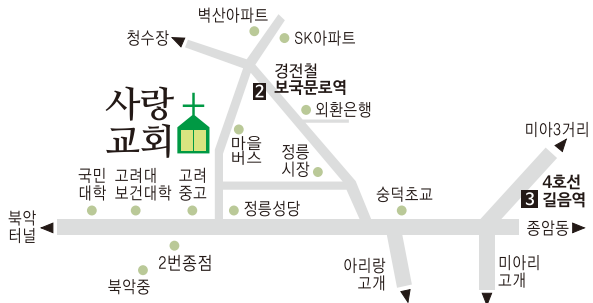 벽산아파트
청수장
SK아파트
경전철
2 보국문로역
외환은행
사랑
교회
미아3거리
마을
버스
정릉
시장
국민
대학
고려대
보건대학
고려
중고
4호선
3 길음역
숭덕초교
정릉성당
북악
터널
종암동
2번종점
북악중
아리랑
고개
미아리
고개